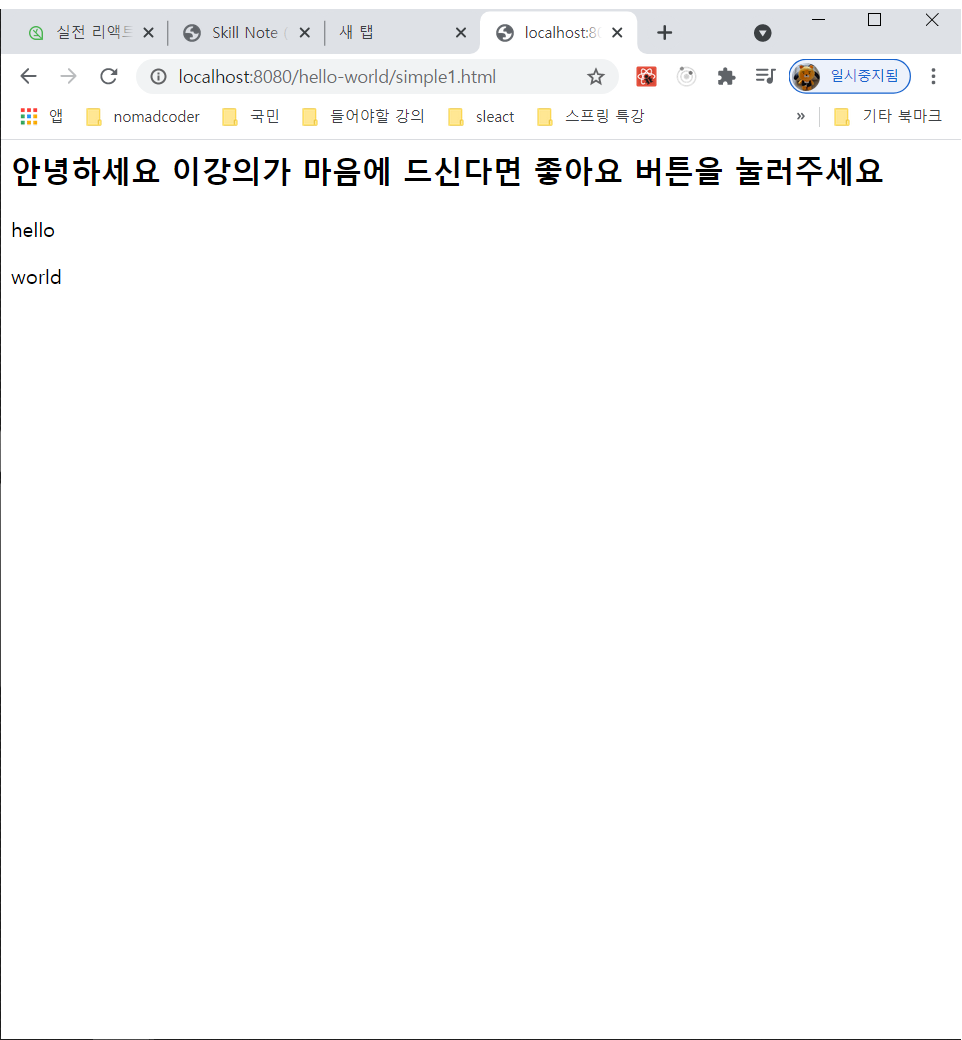 실전 리액트
Skill Note (
새 탭
localhost:80
localhost:8080/hello-world/simple1.html
일시중지됨
앱
nomadcoder
국민
들어야할 강의
sleact
스프링 특강
»
기타 북마크
안녕하세요 이강의가 마음에 드신다면 좋아요 버튼을 눌러주세요
hello
world